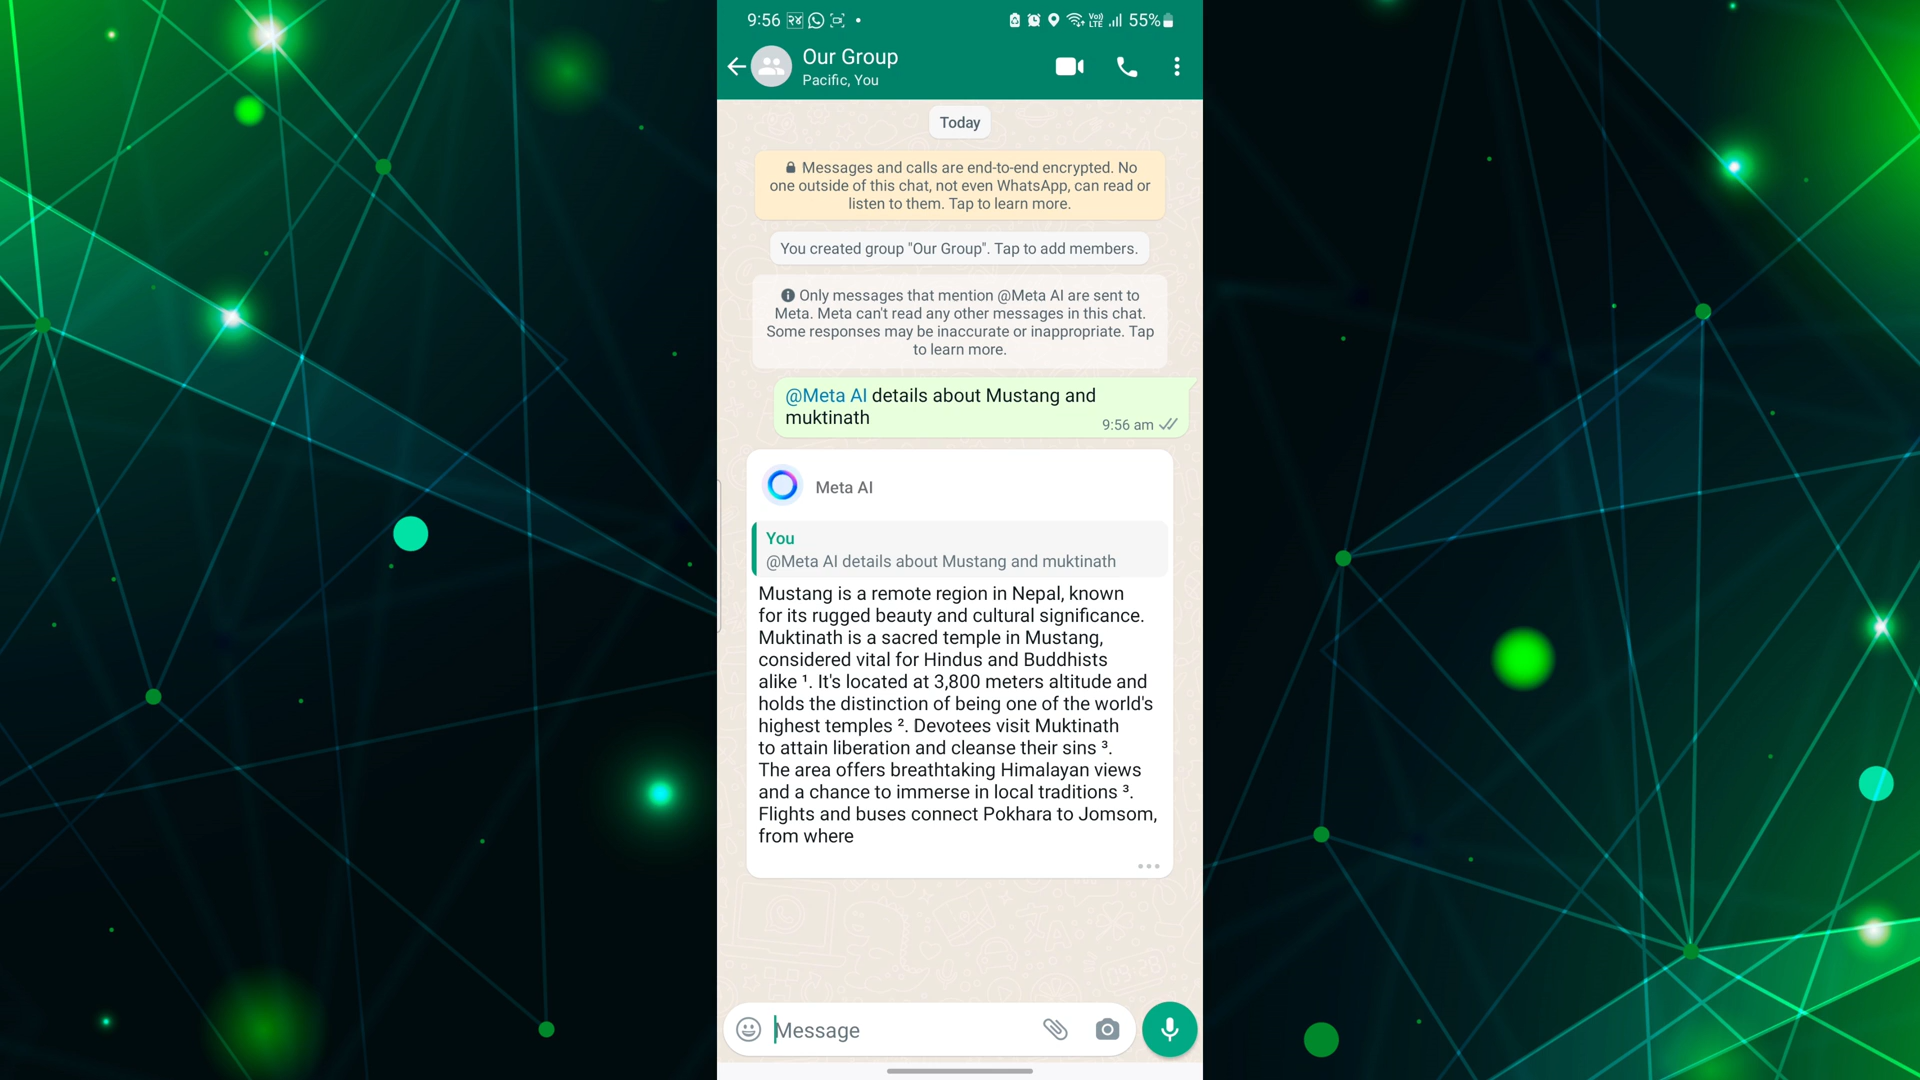 9:56 २४ 55%
Our Group
Pacific, You
Today
Messages and calls are end-to-end encrypted. No
one outside of this chat, not even WhatsApp, can read or
listen to them. Tap to learn more.
You created group "Our Group". Tap to add members.
Only messages that mention @Meta AI are sent to
Meta. Meta can't read any other messages in this chat.
Some responses may be inaccurate or inappropriate. Tap
to learn more.
@Meta AI details about Mustang and
muktinath
9:56 am
Meta AI
You
@Meta AI details about Mustang and muktinath
Mustang is a remote region in Nepal, known
for its rugged beauty and cultural significance.
Muktinath is a sacred temple in Mustang,
considered vital for Hindus and Buddhists
alike ¹. It's located at 3,800 meters altitude and
holds the distinction of being one of the world's
highest temples ². Devotees visit Muktinath
to attain liberation and cleanse their sins ³.
The area offers breathtaking Himalayan views
and a chance to immerse in local traditions ³.
Flights and buses connect Pokhara to Jomsom,
from where
Message